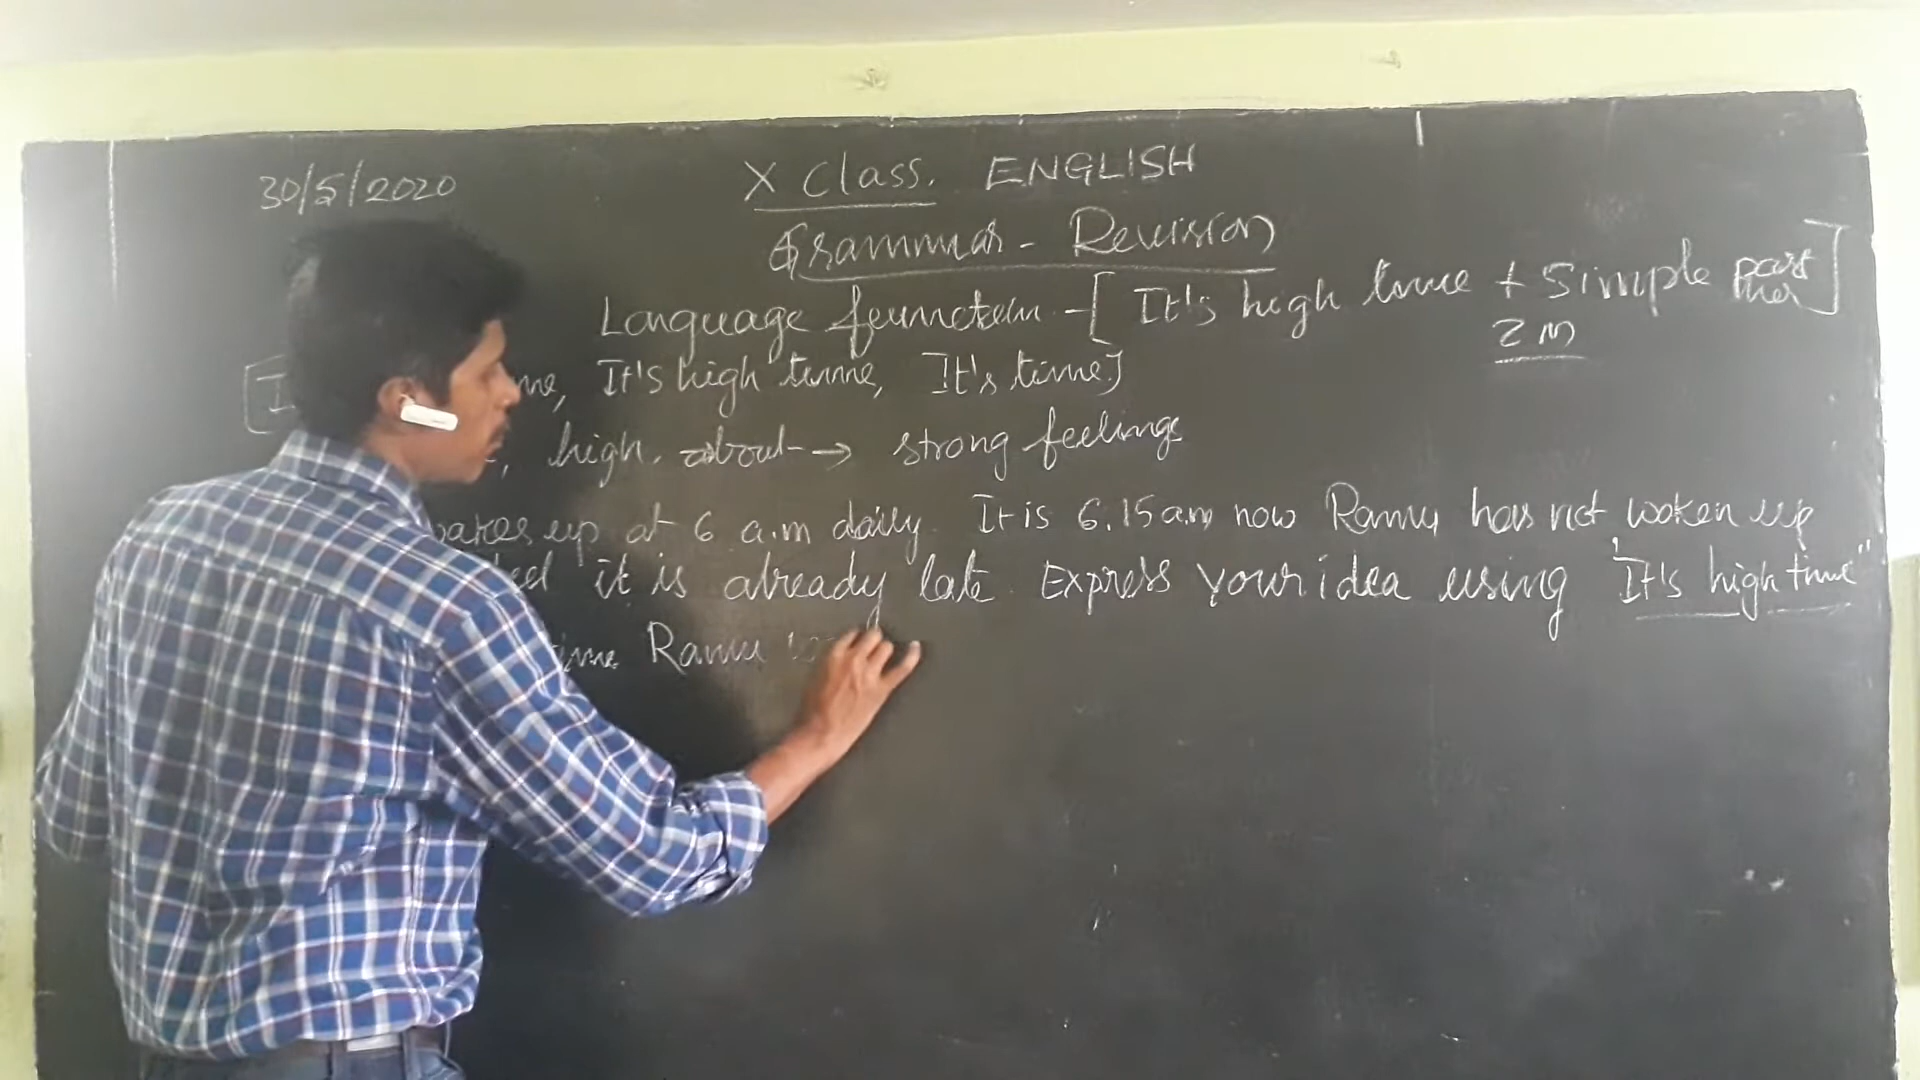 30/5/2020
X Class. ENGLISH
Grammar - Revision
Language function - [It's high time + Simple past
2 m
me, It's high time, It's time]
high, about → strong feelings
up at 6 a.m daily. It is 6.15 a.m now Ramu has not woken up
it is already late. Express your idea using "It's high time"
Ramu